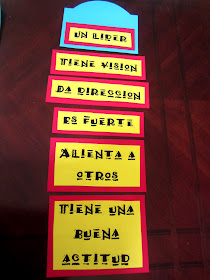 UN LIDER
TIENE VISION
DA DIRECCION
ES FUERTE
ALIENTA A
OTROS
TIENE UNA
BUENA
ACTITUD